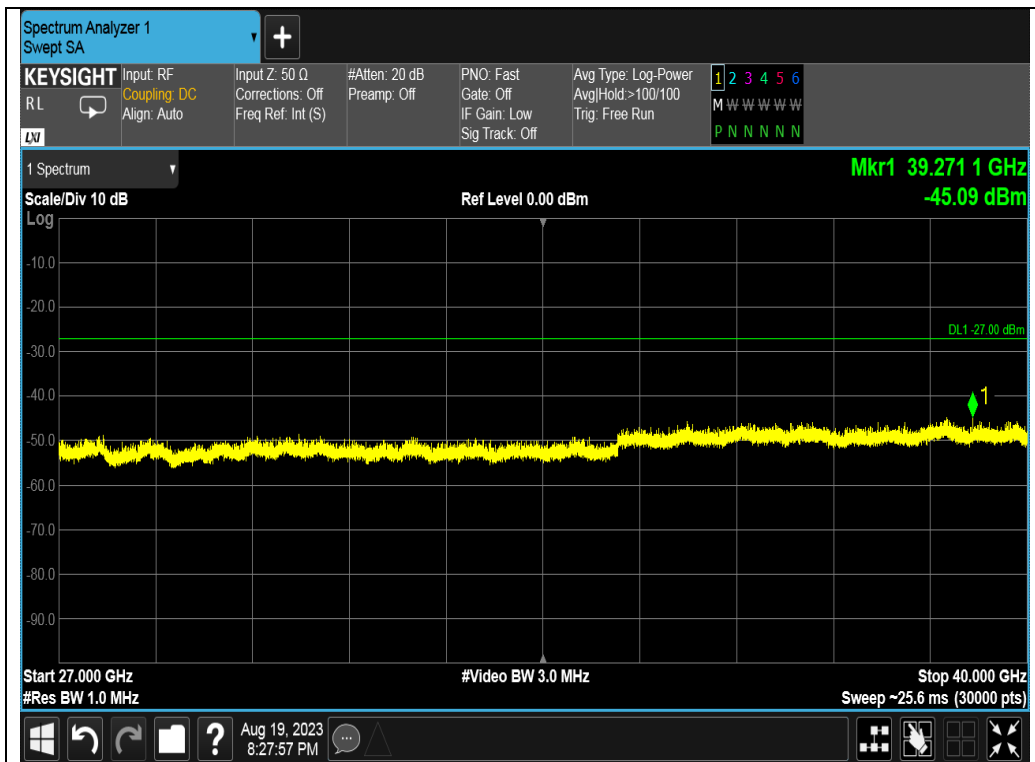 Spectrum Analyzer 1
Swept SA
KEYSIGHT
RL
LXI
Input: RF
Coupling: DC
Align: Auto
Input Z: 50 Ω
Corrections: Off
Freq Ref: Int (S)
#Atten: 20 dB
Preamp: Off
PNO: Fast
Gate: Off
IF Gain: Low
Sig Track: Off
Avg Type: Log-Power
Avg|Hold:>100/100
Trig: Free Run
1 2 3 4 5 6
M W W W W W
P N N N N N
1 Spectrum
Mkr1 39.271 1 GHz
-45.09 dBm
Scale/Div 10 dB
Ref Level 0.00 dBm
Log
-10.0
-20.0
DL1 -27.00 dBm
-30.0
-40.0
1
-50.0
-60.0
-70.0
-80.0
-90.0
Start 27.000 GHz
#Video BW 3.0 MHz
Stop 40.000 GHz
#Res BW 1.0 MHz
Sweep ~25.6 ms (30000 pts)
?
Aug 19, 2023
8:27:57 PM